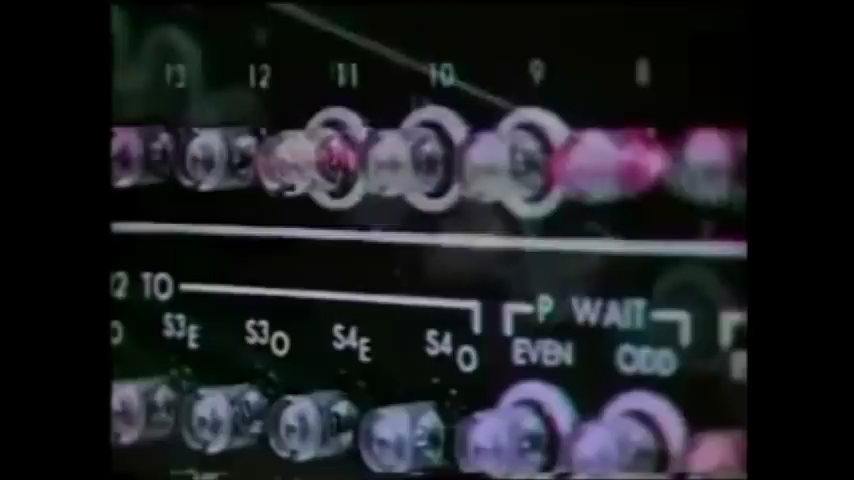 13 12 11 10 9 8
2 TO
P WAIT
S3E S3O S4E S4O EVEN ODD